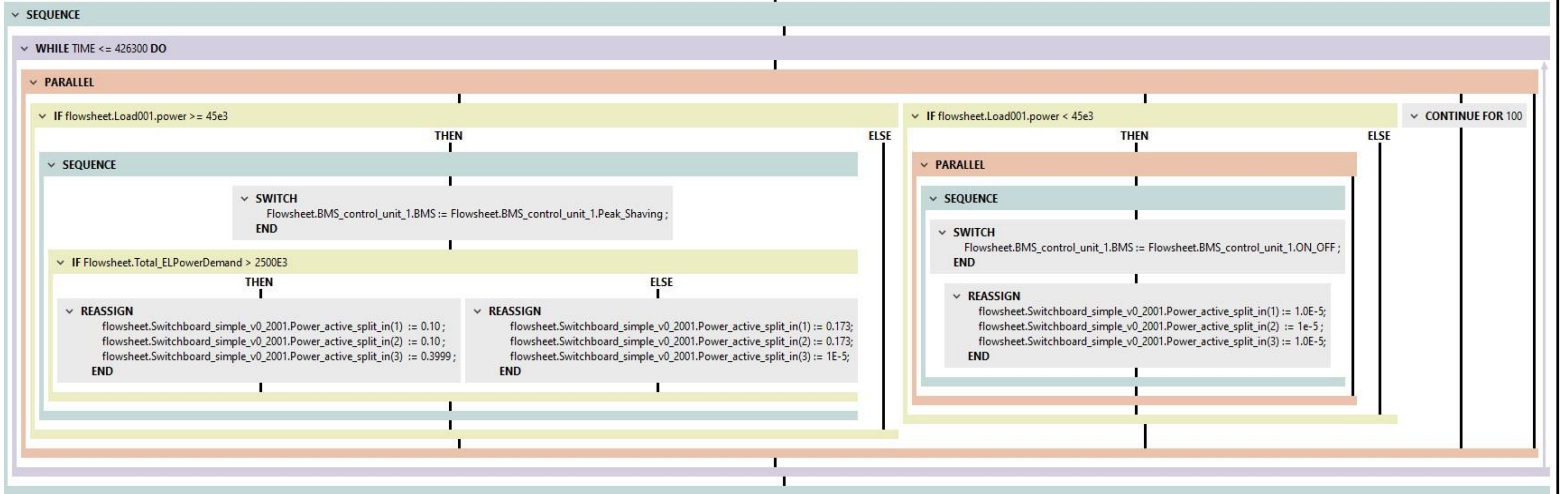 SEQUENCE
WHILE TIME <= 426300 DO
PARALLEL
IF flowsheet.Load001.power >= 45e3
THEN
ELSE
SEQUENCE
SWITCH
Flowsheet.BMS_control_unit_1.BMS := Flowsheet.BMS_control_unit_1.Peak_Shaving ;
END
IF Flowsheet.Total_ELPowerDemand > 2500E3
THEN
REASSIGN
flowsheet.Switchboard_simple_v0_2001.Power_active_split_in(1) := 0.10 ;
flowsheet.Switchboard_simple_v0_2001.Power_active_split_in(2) := 0.10 ;
flowsheet.Switchboard_simple_v0_2001.Power_active_split_in(3) := 0.3999 ;
END
ELSE
REASSIGN
flowsheet.Switchboard_simple_v0_2001.Power_active_split_in(1) := 0.173;
flowsheet.Switchboard_simple_v0_2001.Power_active_split_in(2) := 0.173;
flowsheet.Switchboard_simple_v0_2001.Power_active_split_in(3) := 1E-5;
END
IF flowsheet.Load001.power < 45e3
THEN
ELSE
PARALLEL
SEQUENCE
SWITCH
Flowsheet.BMS_control_unit_1.BMS := Flowsheet.BMS_control_unit_1.ON_OFF ;
END
REASSIGN
flowsheet.Switchboard_simple_v0_2001.Power_active_split_in(1) := 1.0E-5;
flowsheet.Switchboard_simple_v0_2001.Power_active_split_in(2) := 1e-5 ;
flowsheet.Switchboard_simple_v0_2001.Power_active_split_in(3) := 1.0E-5;
END
CONTINUE FOR 100